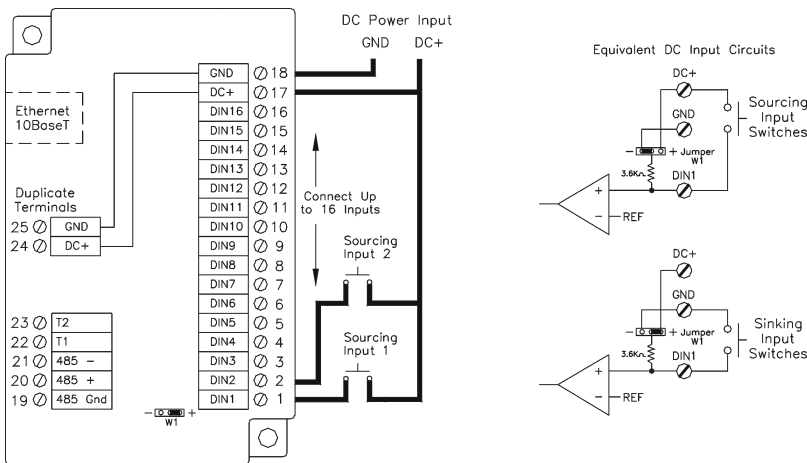 DC Power Input
GND DC+
Ethernet
10BaseT
Duplicate
Terminals
25 GND
24 DC+
23 T2
22 T1
21 485 -
20 485 +
19 485 Gnd
GND 18
DC+ 17
DIN16 16
DIN15 15
DIN14 14
DIN13 13
DIN12 12
DIN11 11
DIN10 10
DIN9 9
DIN8 8
DIN7 7
DIN6 6
DIN5 5
DIN4 4
DIN3 3
DIN2 2
DIN1 1
- +
W1
Connect Up
to 16 Inputs
Sourcing
Input 2
Sourcing
Input 1
Equivalent DC Input Circuits
DC+
GND
- + Jumper
W1
3.6K∿
DIN1
+
- REF
Sourcing
Input
Switches
DC+
GND
- + Jumper
W1
3.6K∿
DIN1
+
- REF
Sinking
Input
Switches